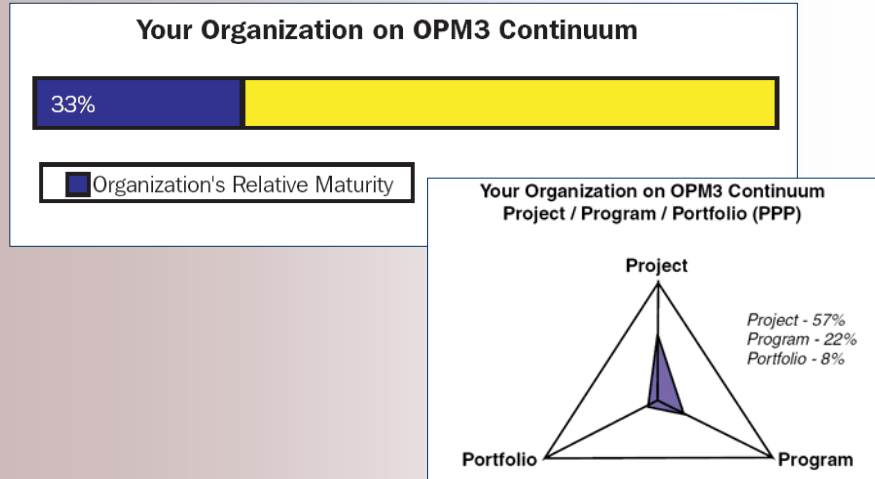 Your Organization on OPM3 Continuum
33%
Organization's Relative Maturity
Your Organization on OPM3 Continuum
Project / Program / Portfolio (PPP)
Project
Project - 57%
Program - 22%
Portfolio - 8%
Portfolio
Program